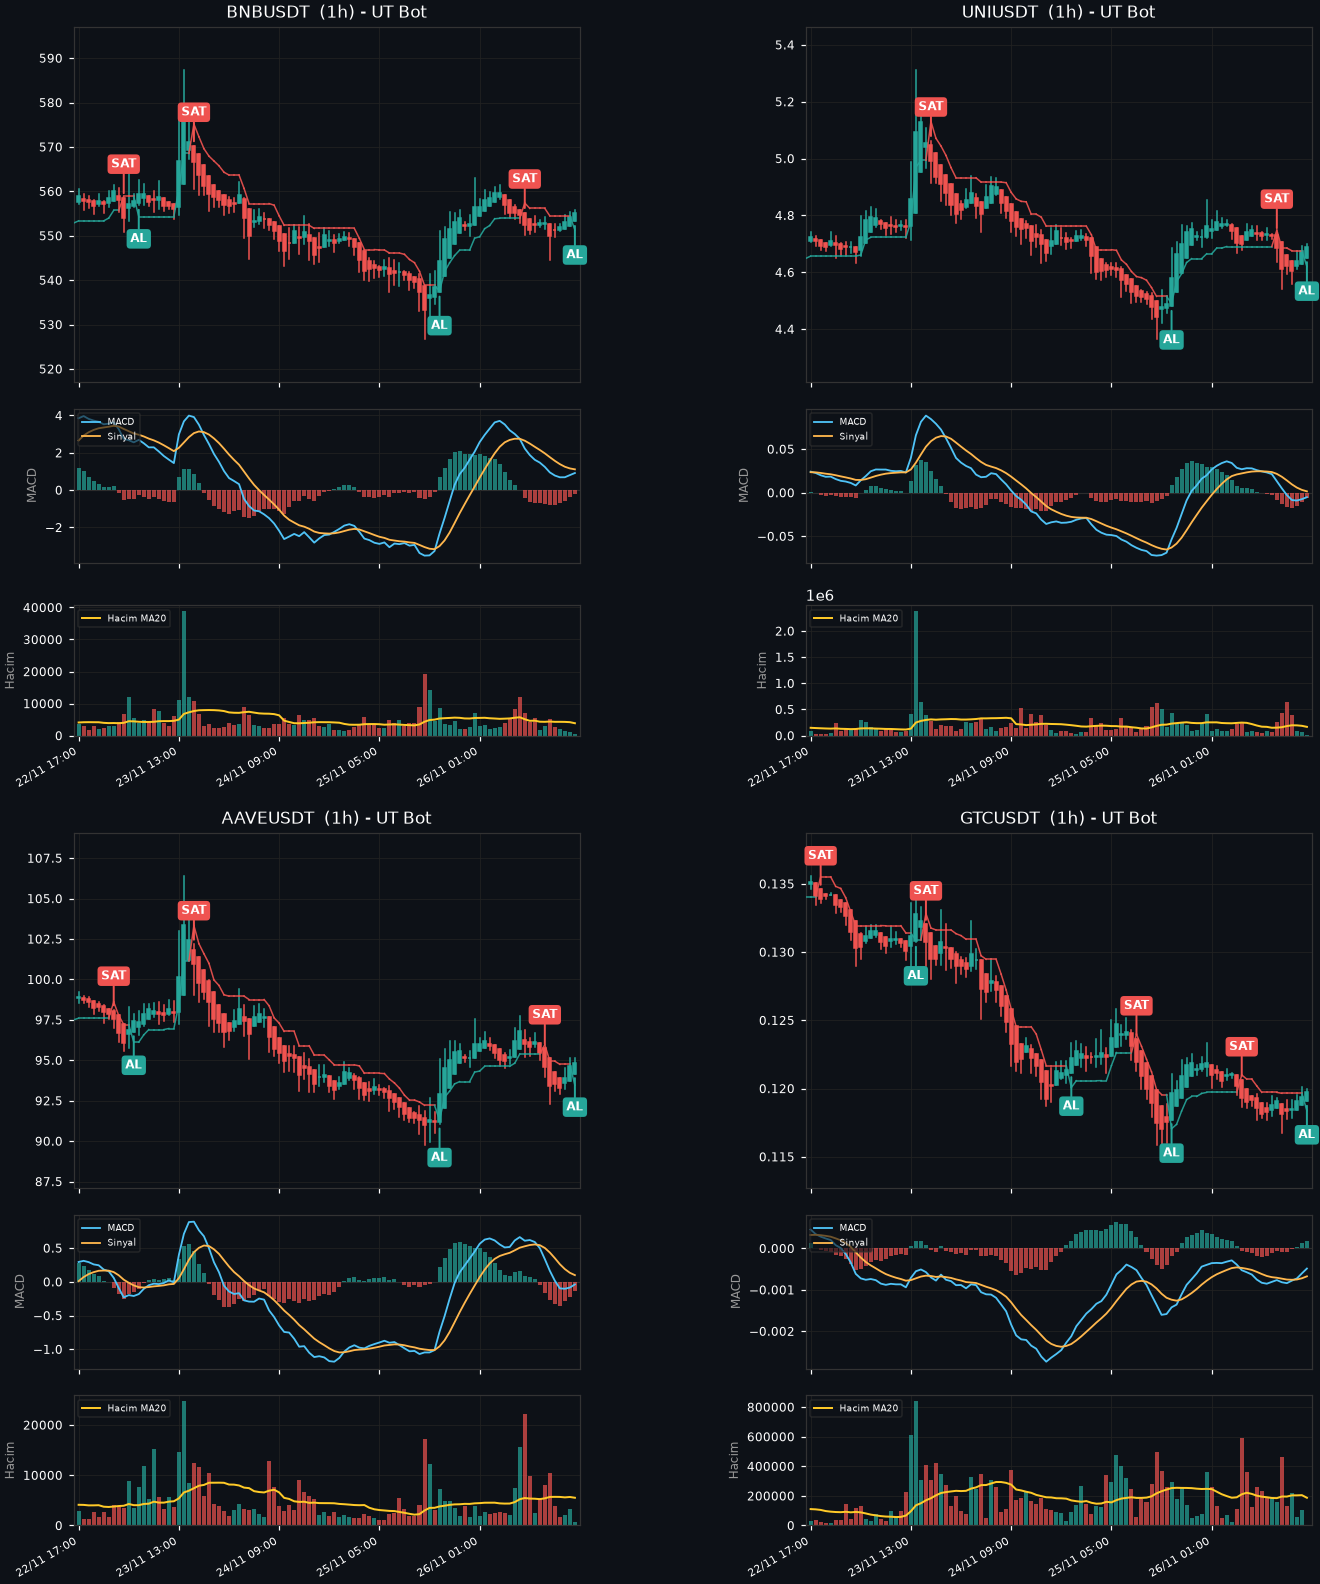 BNBUSDT  (1h) - UT Bot
590
580
570
560
550
540
530
520
SAT
SAT
SAT
AL
AL
AL
MACD
4
2
0
−2
MACD
Sinyal
Hacim
40000
30000
20000
10000
0
Hacim MA20
22/11 17:00
23/11 13:00
24/11 09:00
25/11 05:00
26/11 01:00
UNIUSDT  (1h) - UT Bot
5.4
5.2
5.0
4.8
4.6
4.4
SAT
SAT
AL
AL
MACD
0.05
0.00
−0.05
MACD
Sinyal
1e6
Hacim
2.0
1.5
1.0
0.5
0.0
Hacim MA20
22/11 17:00
23/11 13:00
24/11 09:00
25/11 05:00
26/11 01:00
AAVEUSDT  (1h) - UT Bot
107.5
105.0
102.5
100.0
97.5
95.0
92.5
90.0
87.5
SAT
SAT
SAT
AL
AL
AL
MACD
0.5
0.0
−0.5
−1.0
MACD
Sinyal
Hacim
20000
10000
0
Hacim MA20
22/11 17:00
23/11 13:00
24/11 09:00
25/11 05:00
26/11 01:00
GTCUSDT  (1h) - UT Bot
0.135
0.130
0.125
0.120
0.115
SAT
SAT
SAT
SAT
AL
AL
AL
AL
MACD
0.000
−0.001
−0.002
MACD
Sinyal
Hacim
800000
600000
400000
200000
0
Hacim MA20
22/11 17:00
23/11 13:00
24/11 09:00
25/11 05:00
26/11 01:00